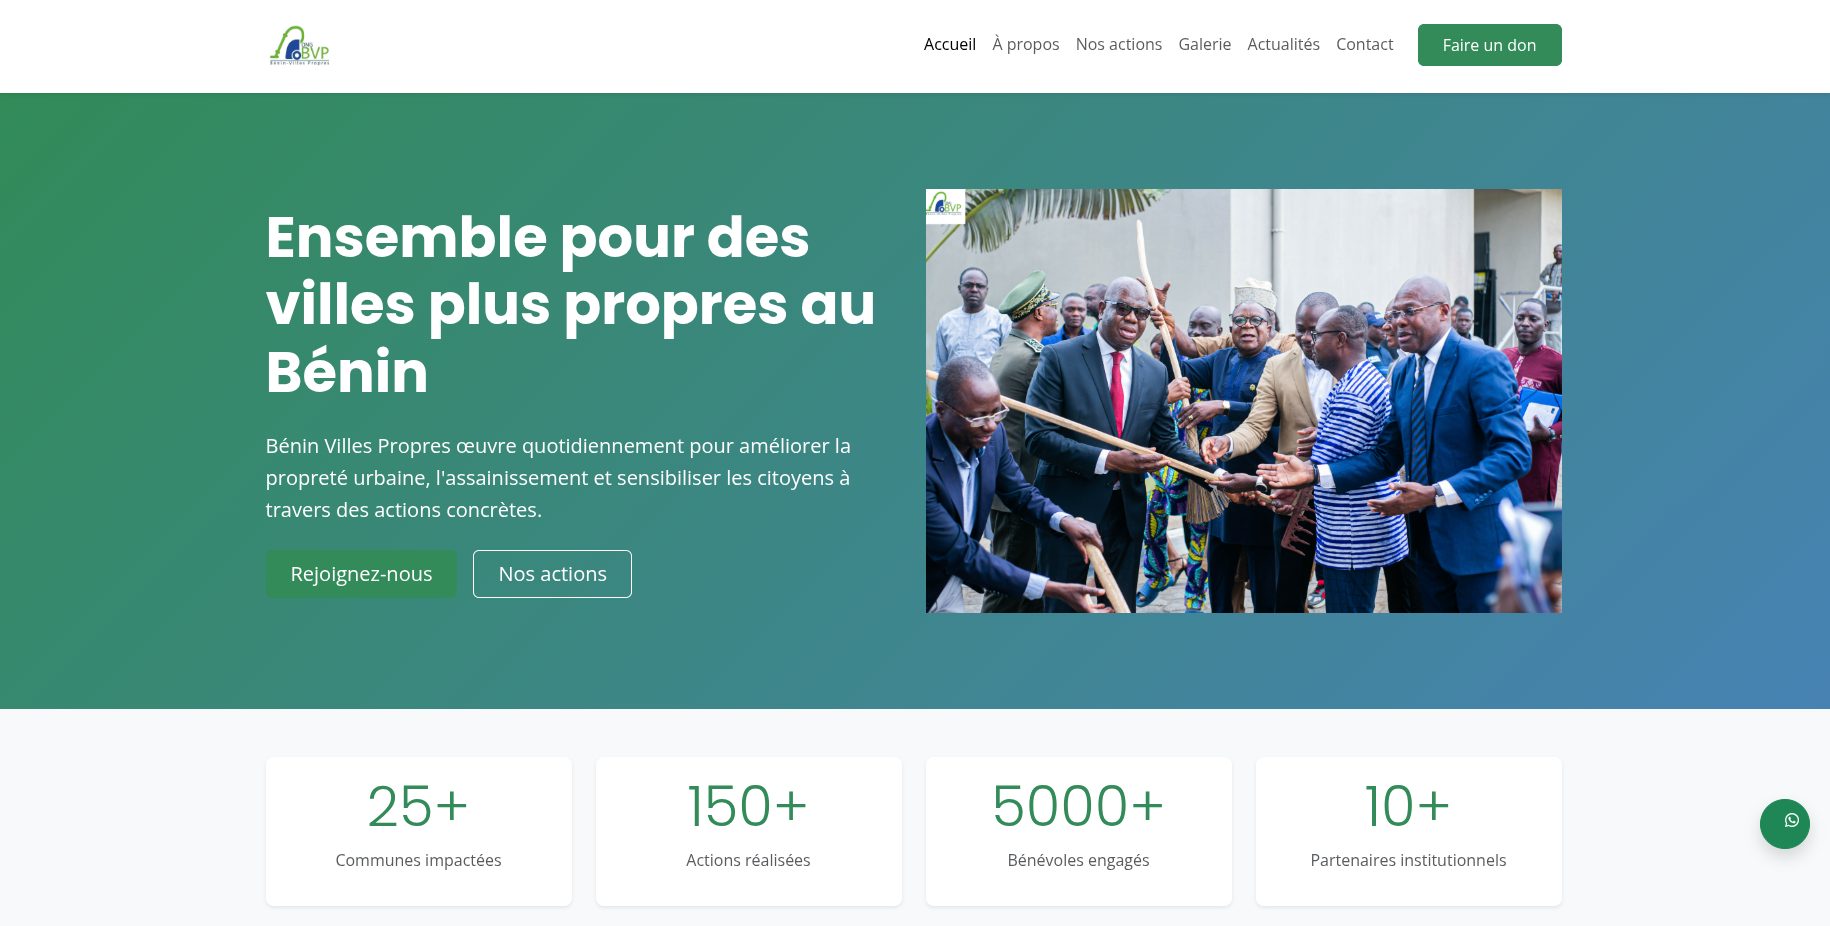 ONG
BVP
Bénin-Villes Propres
Accueil
À propos
Nos actions
Galerie
Actualités
Contact
Faire un don
Ensemble pour des
villes plus propres au
Bénin
Bénin Villes Propres œuvre quotidiennement pour améliorer la
propreté urbaine, l'assainissement et sensibiliser les citoyens à
travers des actions concrètes.
Rejoignez-nous
Nos actions
BVP
25+
Communes impactées
150+
Actions réalisées
5000+
Bénévoles engagés
10+
Partenaires institutionnels